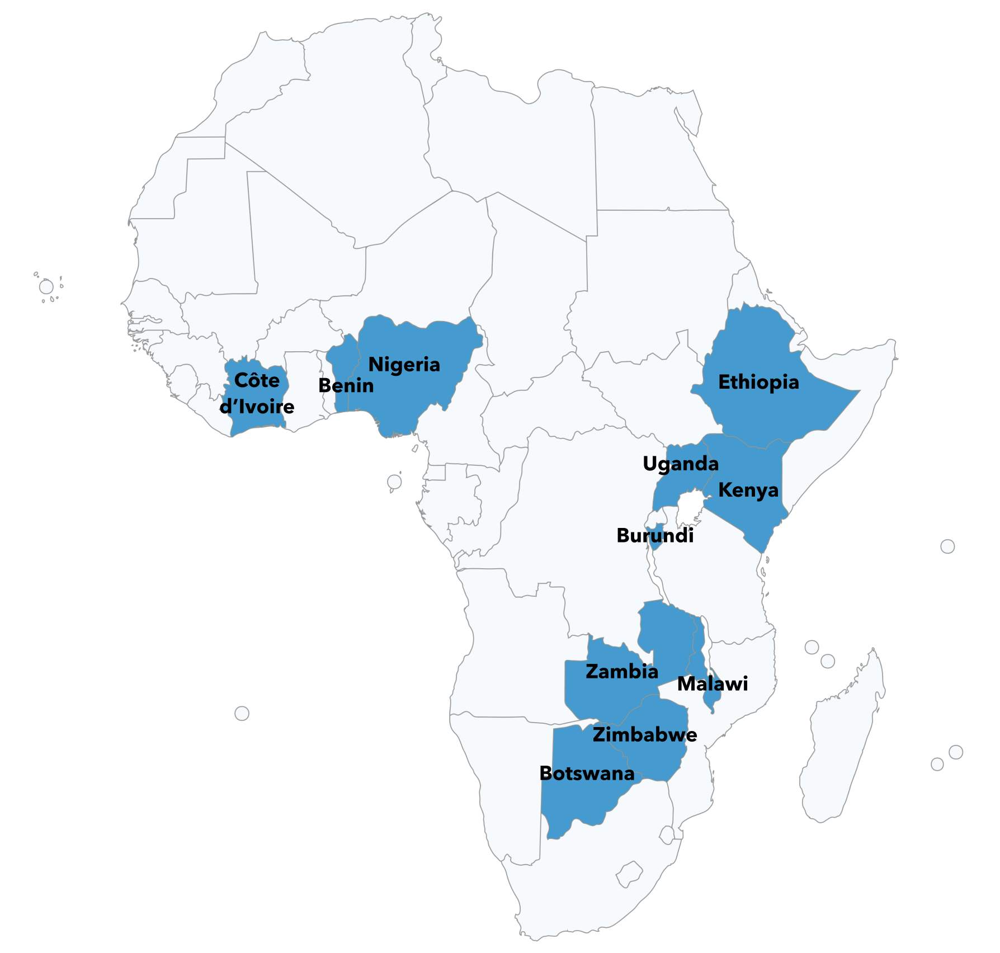 Nigeria
Côte
d’Ivoire
Benin
Ethiopia
Uganda
Kenya
Burundi
Zambia
Malawi
Zimbabwe
Botswana